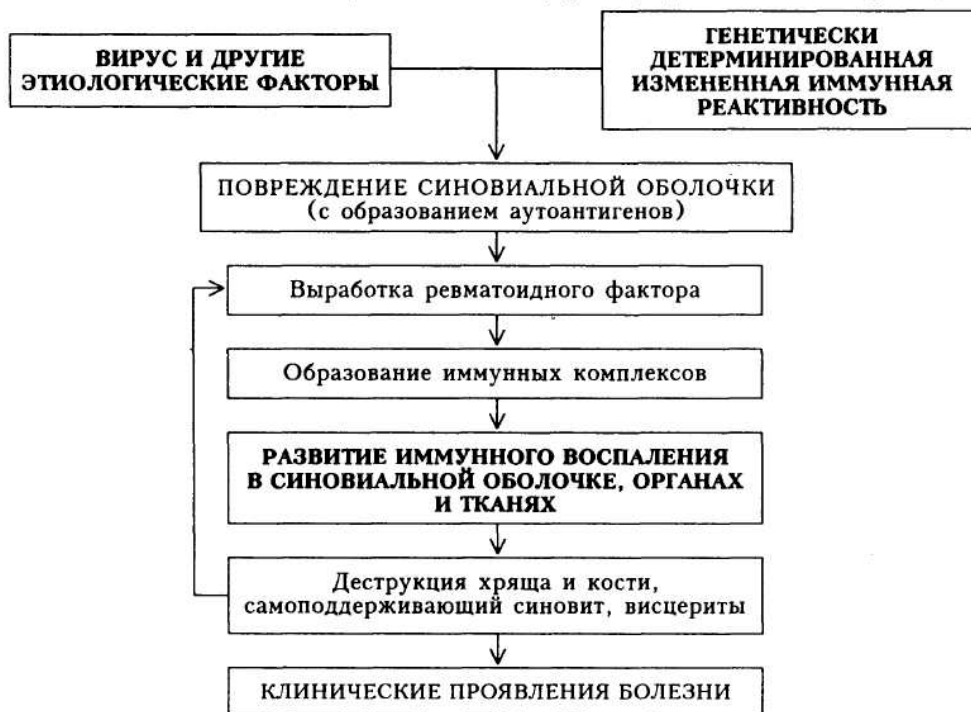 ВИРУС И ДРУГИЕ
ЭТИОЛОГИЧЕСКИЕ ФАКТОРЫ
ГЕНЕТИЧЕСКИ
ДЕТЕРМИНИРОВАННАЯ
ИЗМЕНЕННАЯ ИММУННАЯ
РЕАКТИВНОСТЬ
ПОВРЕЖДЕНИЕ СИНОВИАЛЬНОЙ ОБОЛОЧКИ
(с образованием аутоантигенов)
Выработка ревматоидного фактора
Образование иммунных комплексов
РАЗВИТИЕ ИММУННОГО ВОСПАЛЕНИЯ
В СИНОВИАЛЬНОЙ ОБОЛОЧКЕ, ОРГАНАХ
И ТКАНЯХ
Деструкция хряща и кости,
самоподдерживающий синовит, висцериты
КЛИНИЧЕСКИЕ ПРОЯВЛЕНИЯ БОЛЕЗНИ